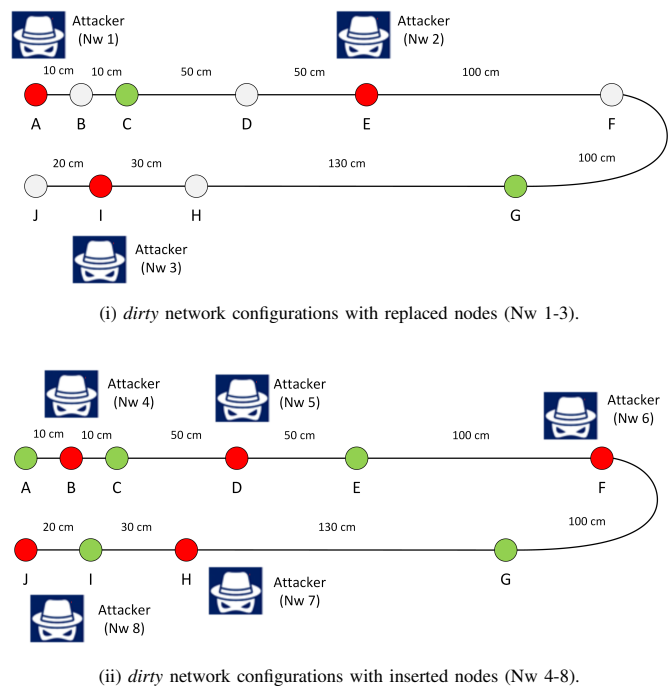 Attacker
(Nw 1)
Attacker
(Nw 2)
10 cm
10 cm
50 cm
50 cm
100 cm
A
B
C
D
E
F
20 cm
30 cm
130 cm
100 cm
J
I
H
G
Attacker
(Nw 3)
(i) dirty network configurations with replaced nodes (Nw 1-3).
Attacker
(Nw 4)
Attacker
(Nw 5)
Attacker
(Nw 6)
10 cm
10 cm
50 cm
50 cm
100 cm
A
B
C
D
E
F
20 cm
30 cm
130 cm
100 cm
J
I
H
G
Attacker
(Nw 7)
Attacker
(Nw 8)
(ii) dirty network configurations with inserted nodes (Nw 4-8).